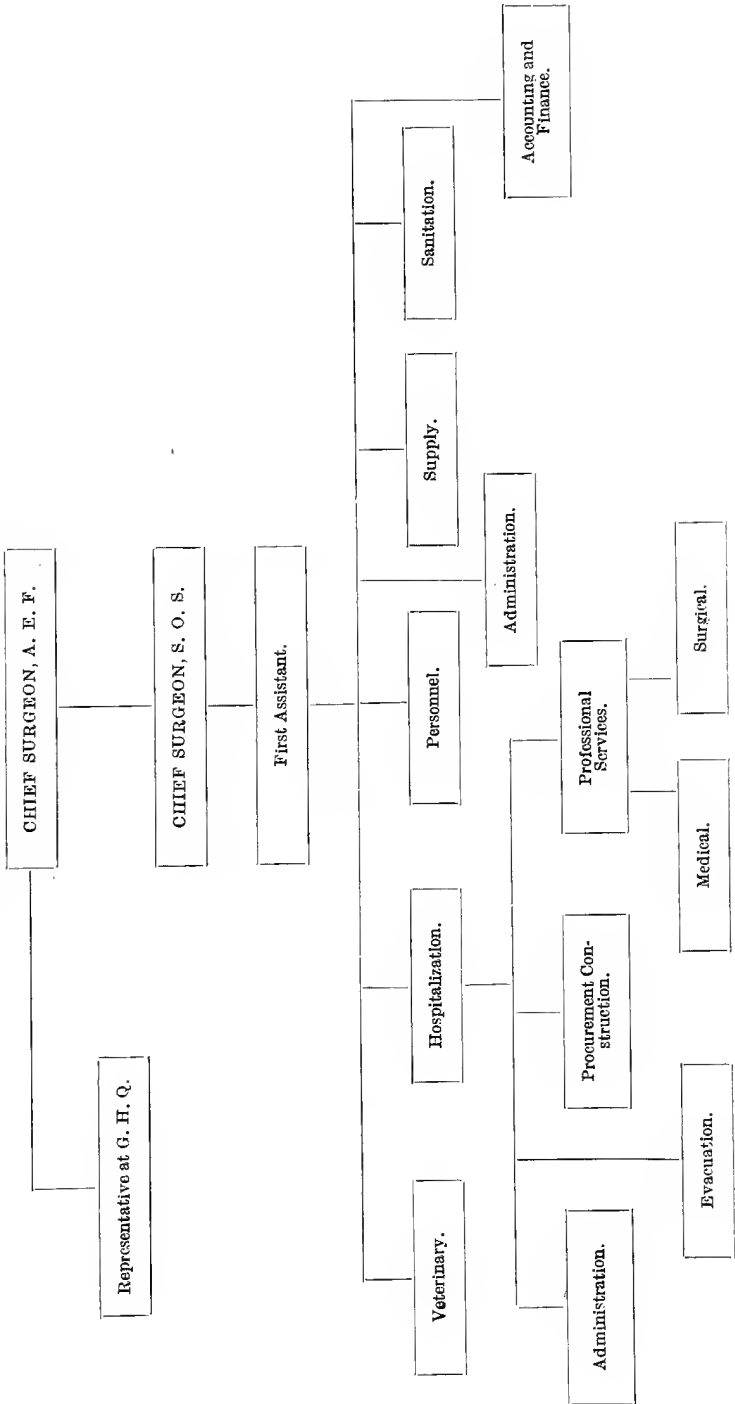 CHIEF SURGEON, A. E. F.
Representative at G. H. Q.
CHIEF SURGEON, S. O. S.
First Assistant.
Veterinary.
Hospitalization.
Personnel.
Supply.
Sanitation.
Administration.
Accounting and
Finance.
Administration.
Procurement Con-
struction.
Professional
Services.
Evacuation.
Medical.
Surgical.